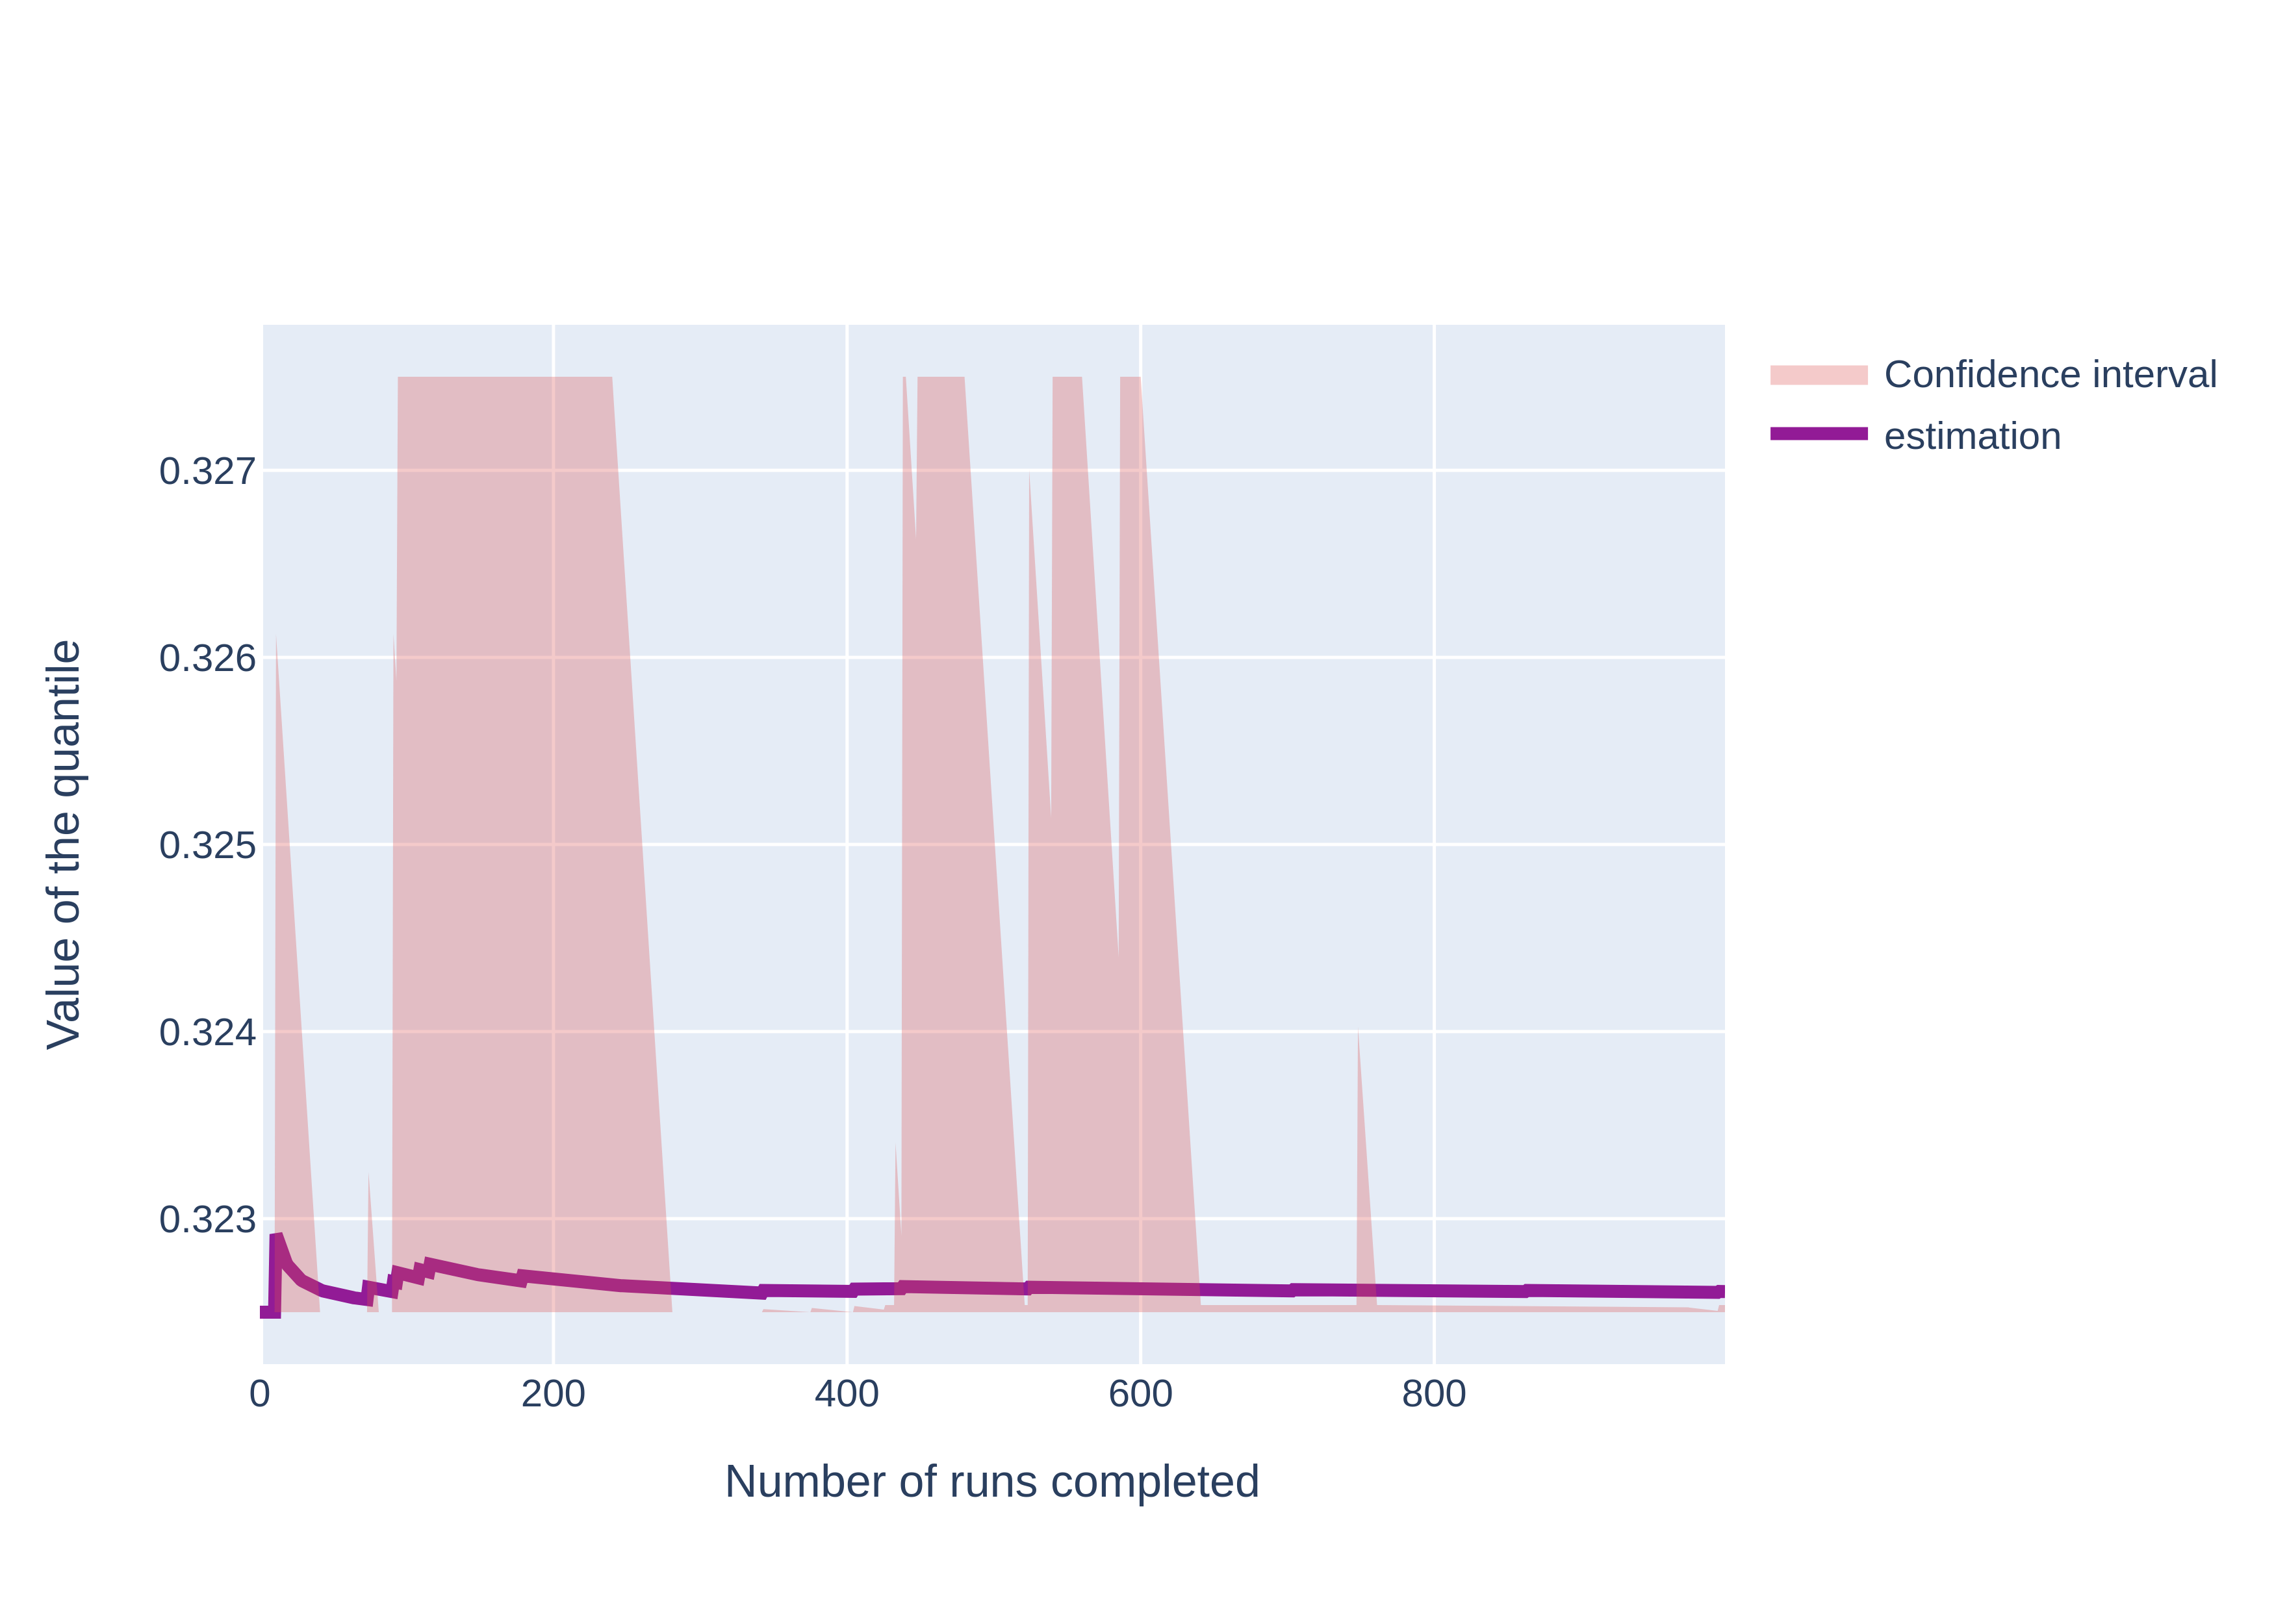 Confidence interval
estimation
0.327
0.326
0.325
0.324
0.323
Value of the quantile
0 200 400 600 800
Number of runs completed